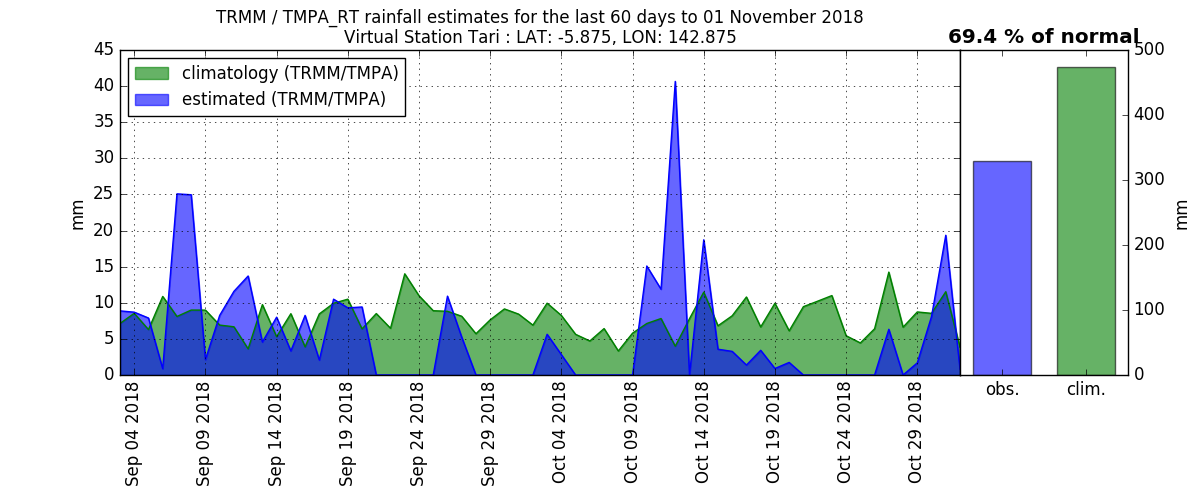 TRMM / TMPA_RT rainfall estimates for the last 60 days to 01 November 2018
Virtual Station Tari : LAT: -5.875, LON: 142.875
69.4 % of normal
climatology (TRMM/TMPA)
estimated (TRMM/TMPA)
mm
45
40
35
30
25
20
15
10
5
0
Sep 04 2018
Sep 09 2018
Sep 14 2018
Sep 19 2018
Sep 24 2018
Sep 29 2018
Oct 04 2018
Oct 09 2018
Oct 14 2018
Oct 19 2018
Oct 24 2018
Oct 29 2018
obs.
clim.
500
400
300
200
100
0
mm